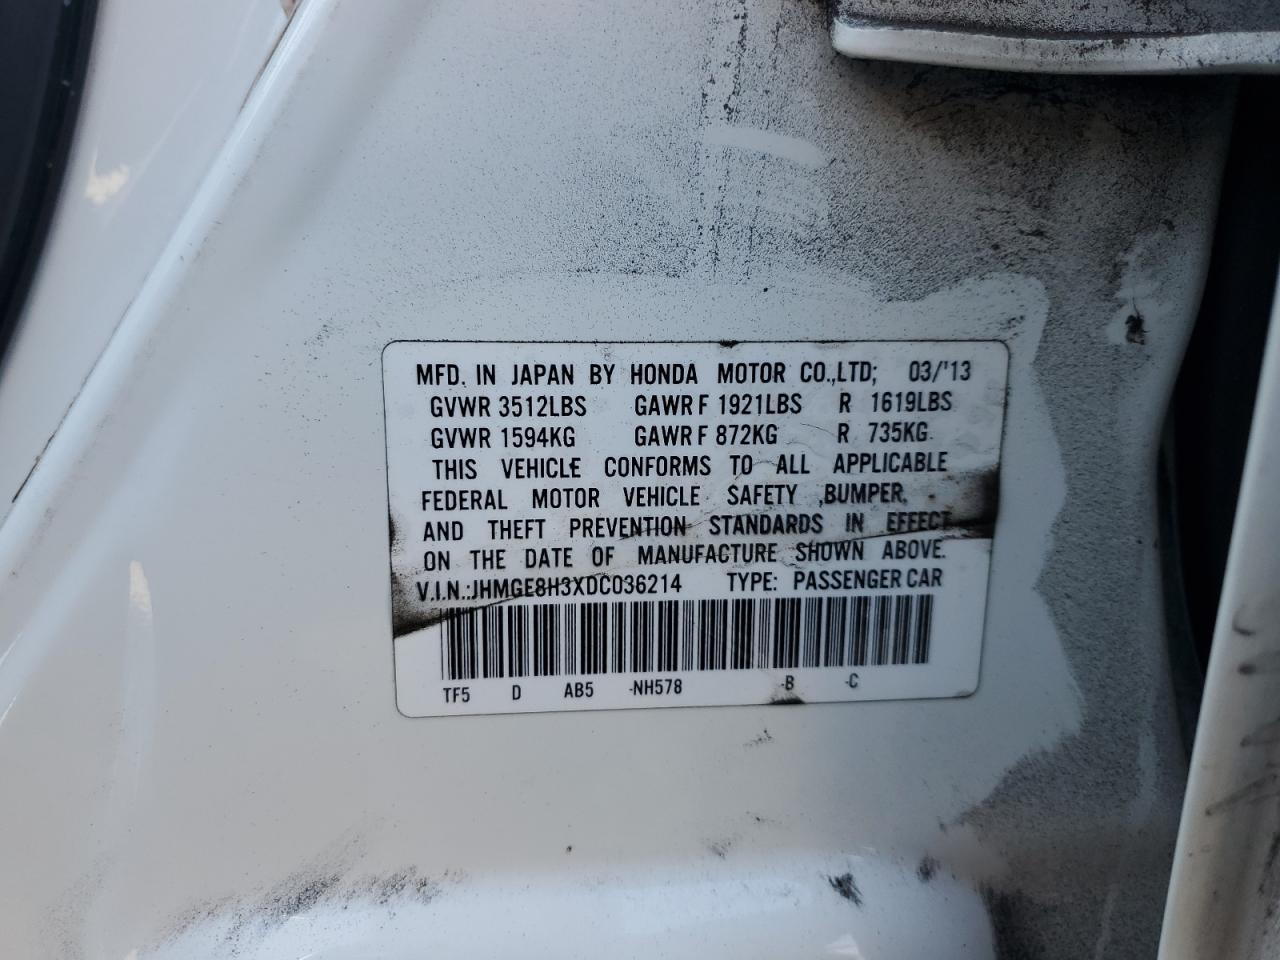 MFD. IN JAPAN BY HONDA MOTOR CO.,LTD; 03/'13
GVWR 3512LBS GAWR F 1921LBS R 1619LBS
GVWR 1594KG GAWR F 872KG R 735KG
THIS VEHICLE CONFORMS TO ALL APPLICABLE
FEDERAL MOTOR VEHICLE SAFETY ,BUMPER,
AND THEFT PREVENTION STANDARDS IN EFFECT
ON THE DATE OF MANUFACTURE SHOWN ABOVE.
V.I.N.:JHMGE8H3XDC036214 TYPE: PASSENGER CAR
TF5 D AB5 -NH578 -B -C